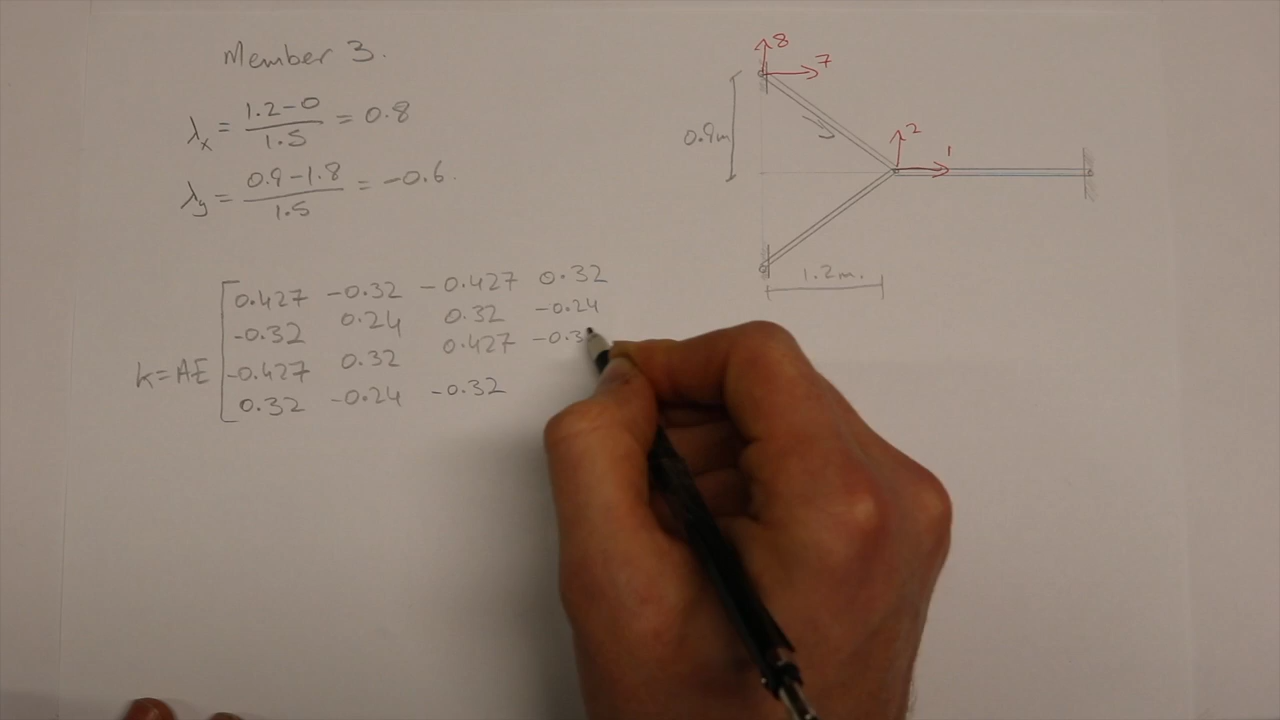 Member 3.
λx = 1.2-0 / 1.5 = 0.8
λy = 0.9-1.8 / 1.5 = -0.6.
k=AE
0.427 -0.32 -0.427 0.32
-0.32 0.24 0.32 -0.24
-0.427 0.32 0.427 -0.3
0.32 -0.24 -0.32
8
7
0.9m
2
1
1.2m.